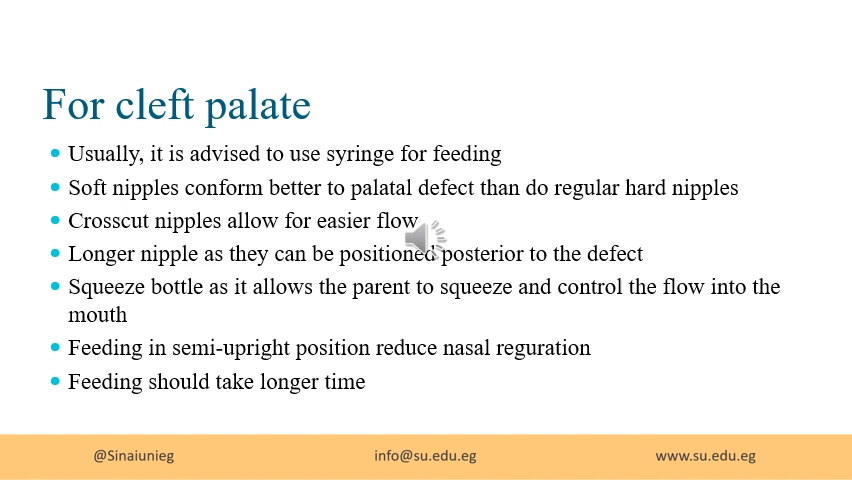 For cleft palate
Usually, it is advised to use syringe for feeding
Soft nipples conform better to palatal defect than do regular hard nipples
Crosscut nipples allow for easier flow
Longer nipple as they can be positioned posterior to the defect
Squeeze bottle as it allows the parent to squeeze and control the flow into the
mouth
Feeding in semi-upright position reduce nasal reguration
Feeding should take longer time
@Sinaiunieg info@su.edu.eg www.su.edu.eg